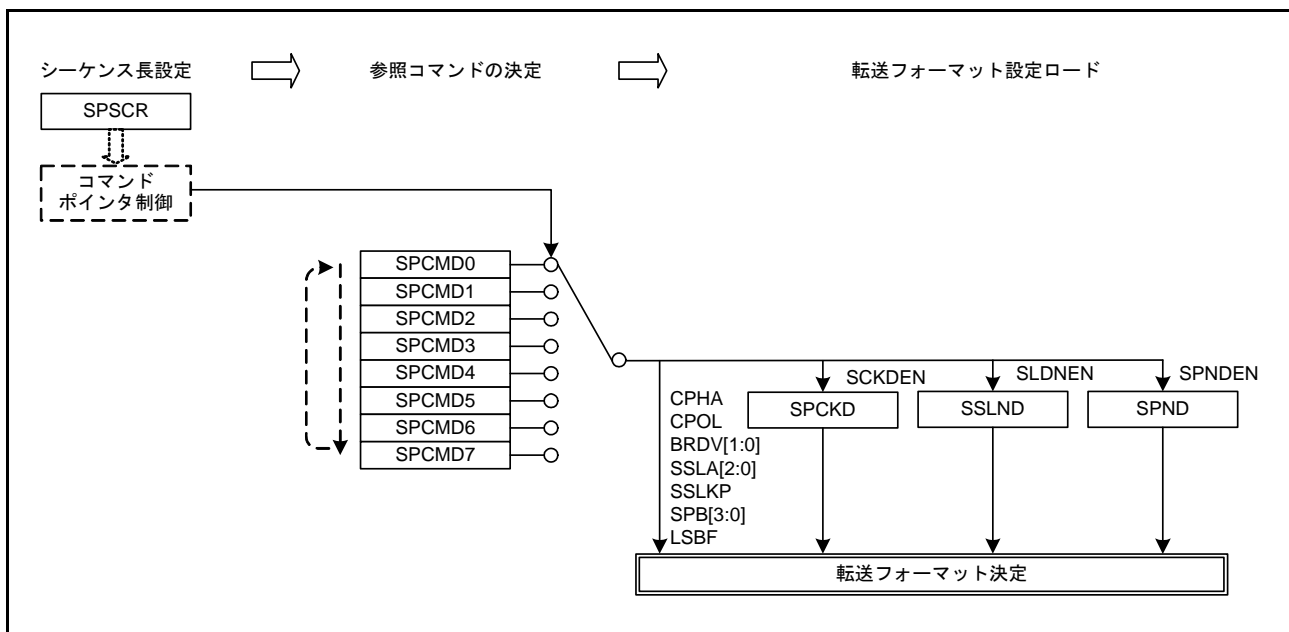 シーケンス長設定
参照コマンドの決定
転送フォーマット設定ロード
SPSCR
コマンド
ポインタ制御
SPCMD0
SPCMD1
SPCMD2
SPCMD3
SPCMD4
SPCMD5
SPCMD6
SPCMD7
SCKDEN
SLDNEN
SPNDEN
CPHA
CPOL
BRDV[1:0]
SSLA[2:0]
SSLKP
SPB[3:0]
LSBF
SPCKD
SSLND
SPND
転送フォーマット決定